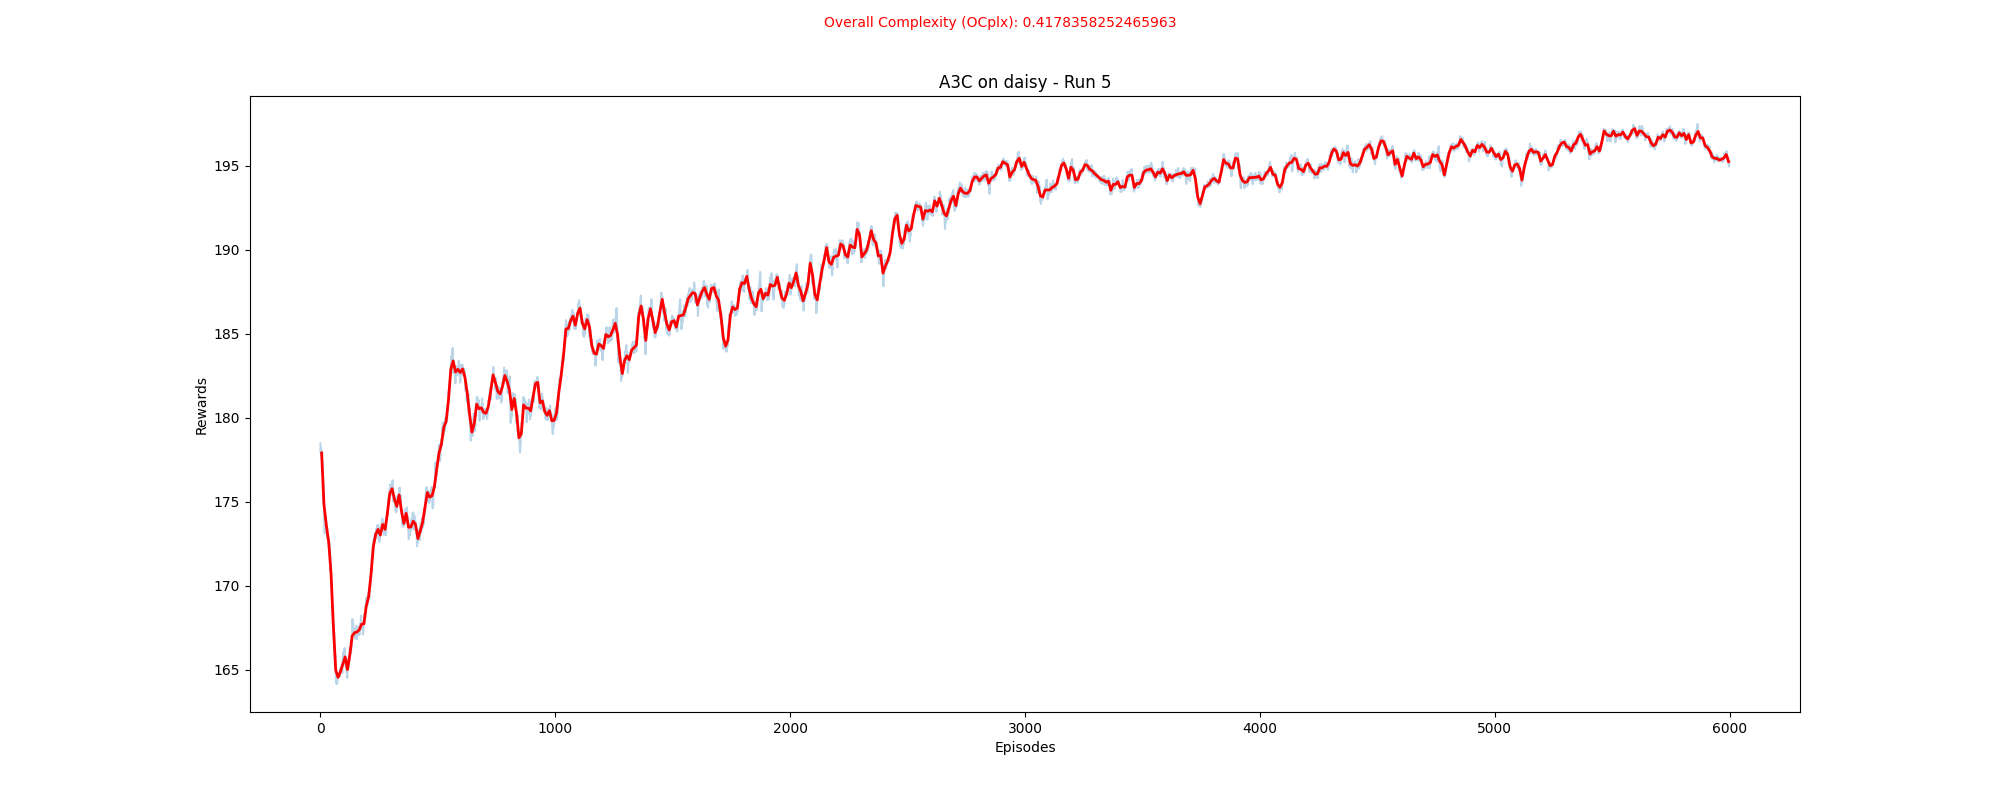 Overall Complexity (OCplx): 0.4178358252465963
A3C on daisy - Run 5
Rewards
195
190
185
180
175
170
165
0 1000 2000 3000 4000 5000 6000
Episodes